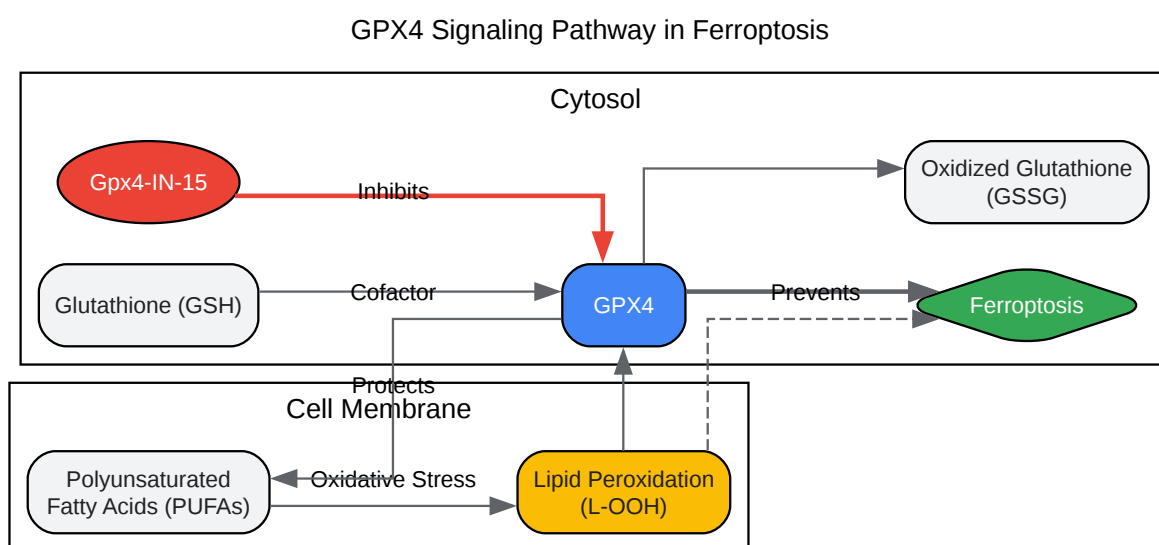 GPX4 Signaling Pathway in Ferroptosis
Cytosol
Gpx4-IN-15
Inhibits
Oxidized Glutathione
(GSSG)
Glutathione (GSH)
Cofactor
GPX4
Prevents
Ferroptosis
Protects
Cell Membrane
Polyunsaturated
Fatty Acids (PUFAs)
Oxidative Stress
Lipid Peroxidation
(L-OOH)